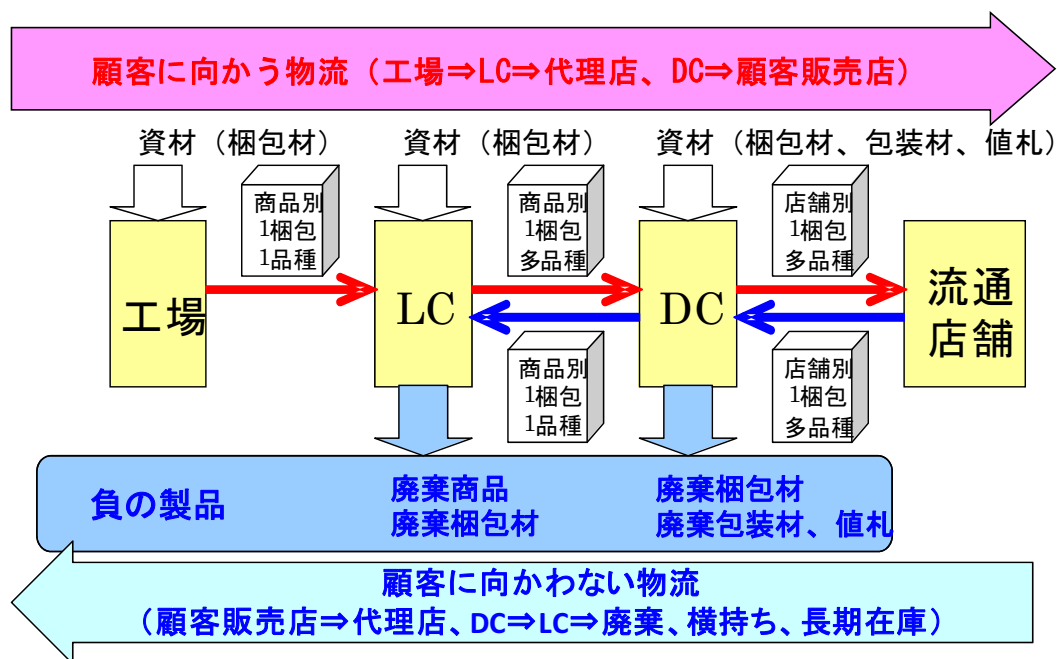 顧客に向かう物流（工場⇒LC⇒代理店、DC⇒顧客販売店）
資材（梱包材）
資材（梱包材）
資材（梱包材、包装材、値札）
商品別
1梱包
1品種
商品別
1梱包
多品種
店舗別
1梱包
多品種
工場
LC
DC
流通
店舗
商品別
1梱包
1品種
店舗別
1梱包
多品種
負の製品
廃棄商品
廃棄梱包材
廃棄梱包材
廃棄包装材、値札
顧客に向かわない物流
（顧客販売店⇒代理店、DC⇒LC⇒廃棄、横持ち、長期在庫）